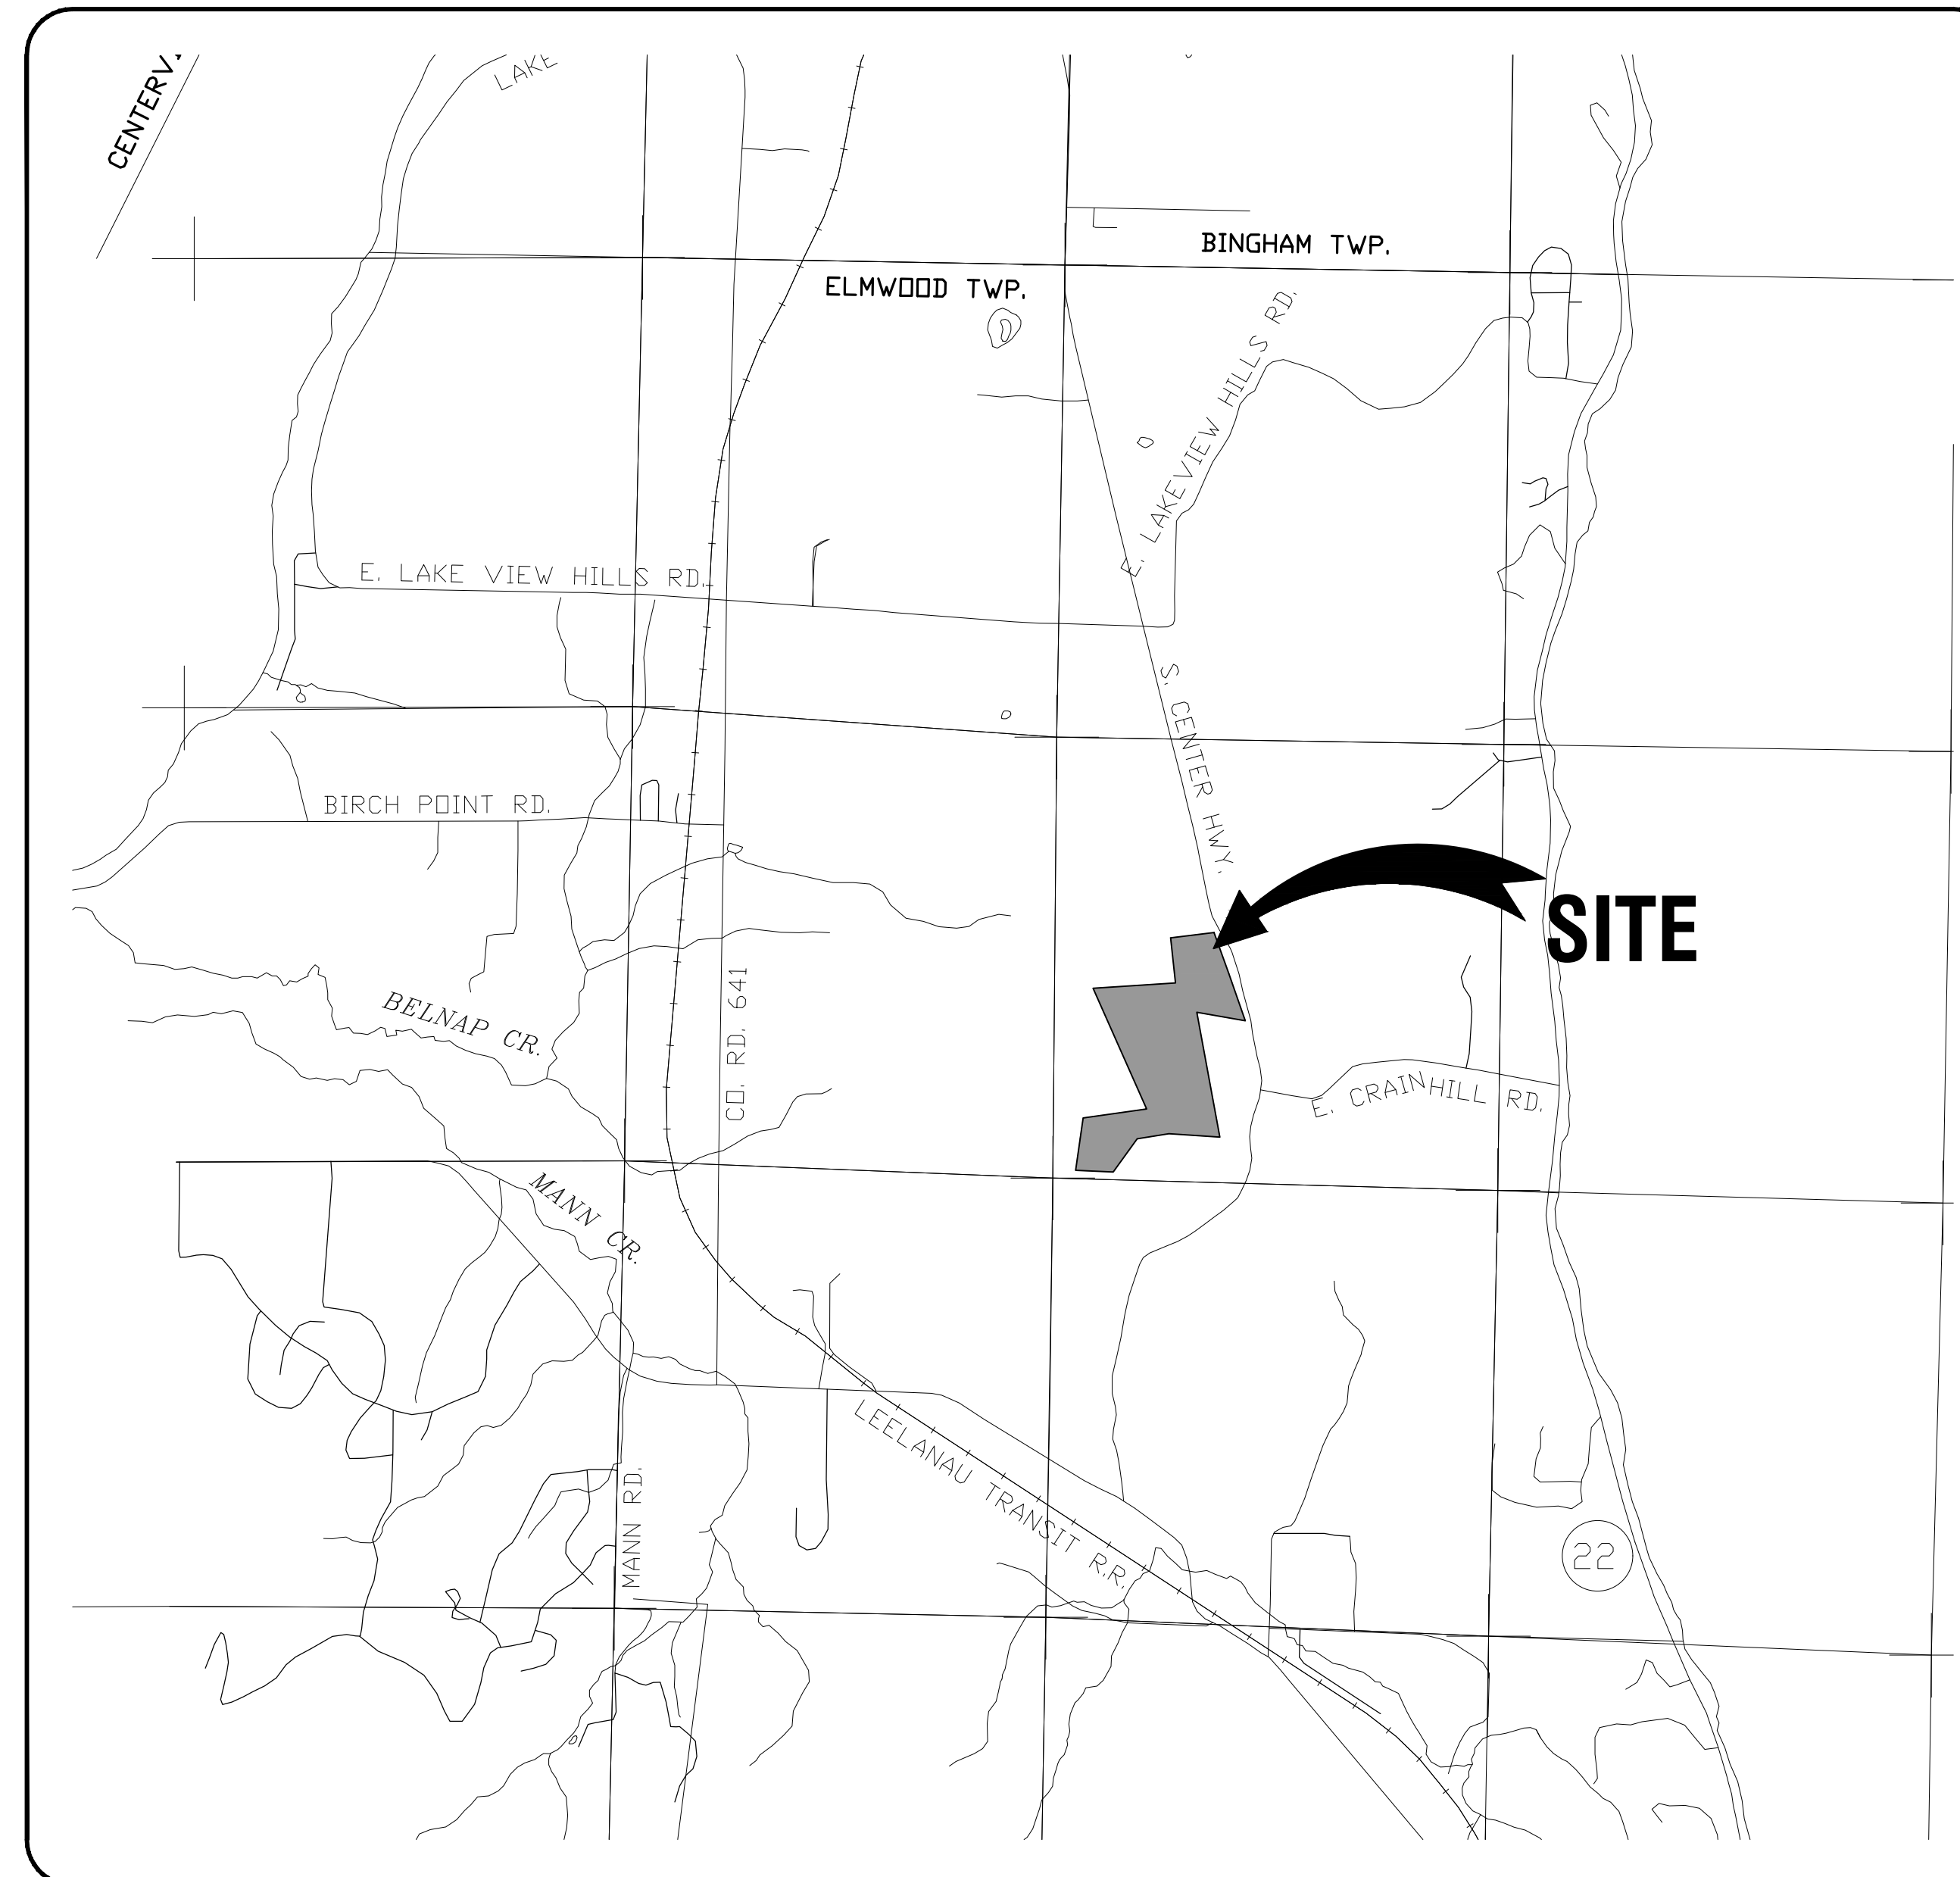 CENTERV
LAKE
BINGHAM TWP.
ELMWOOD TWP.
E. LAKEVIEW HILLS RD.
E. LAKE VIEW HILLS RD.
S. CENTER HWY.
BIRCH POINT RD.
SITE
BELNAP CR.
CO. RD. 641
E. CRAINHILL RD.
MANN CR.
LEELANAU TRANSIT R.R.
MANN RD.
22